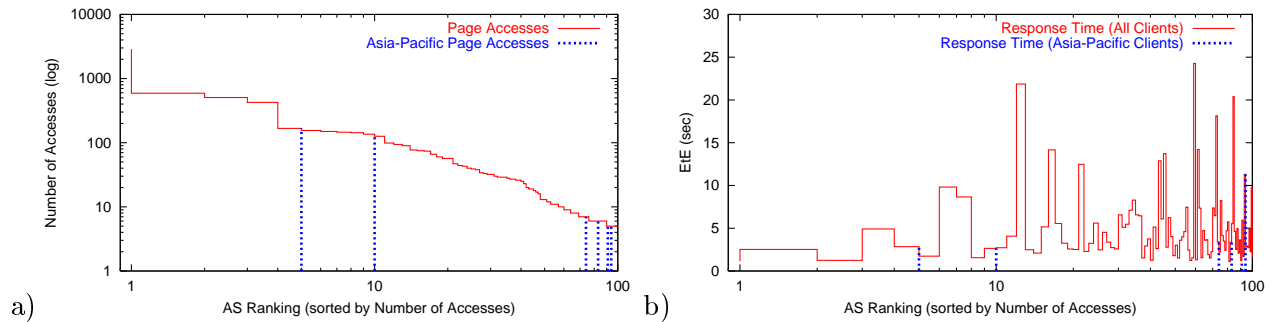 a)
Number of Accesses (log)
10000
1000
100
10
1
Page Accesses
Asia-Pacific Page Accesses
1
10
100
AS Ranking (sorted by Number of Accesses)
b)
EtE (sec)
30
25
20
15
10
5
0
Response Time (All Clients)
Response Time (Asia-Pacific Clients)
1
10
100
AS Ranking (sorted by Number of Accesses)